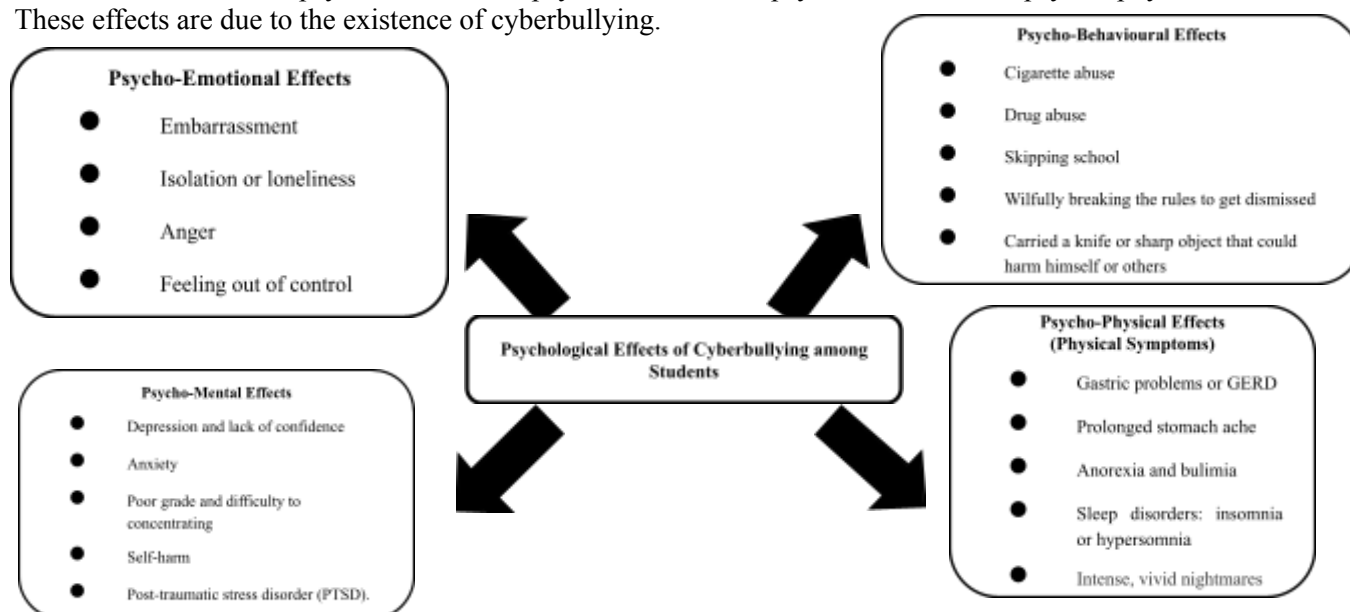 These effects are due to the existence of cyberbullying.
Psycho-Emotional Effects
● Embarrassment
● Isolation or loneliness
● Anger
● Feeling out of control
Psycho-Behavioural Effects
● Cigarette abuse
● Drug abuse
● Skipping school
● Wilfully breaking the rules to get dismissed
● Carried a knife or sharp object that could
harm himself or others
Psychological Effects of Cyberbullying among
Students
Psycho-Mental Effects
● Depression and lack of confidence
● Anxiety
● Poor grade and difficulty to
concentrating
● Self-harm
● Post-traumatic stress disorder (PTSD).
Psycho-Physical Effects
(Physical Symptoms)
● Gastric problems or GERD
● Prolonged stomach ache
● Anorexia and bulimia
● Sleep disorders: insomnia
or hypersomnia
● Intense, vivid nightmares